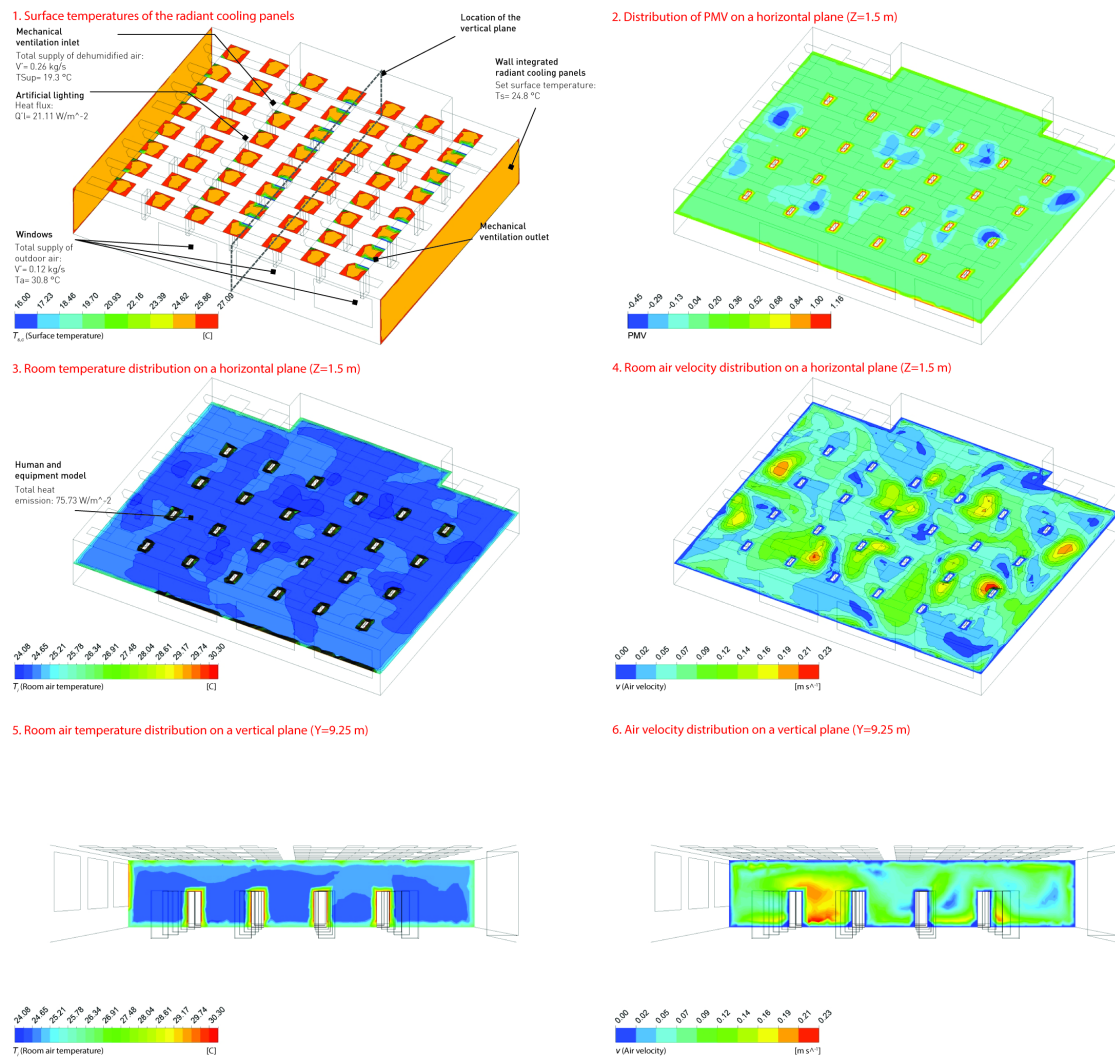 1. Surface temperatures of the radiant cooling panels
Mechanical
ventilation inlet
Total supply of dehumidified air:
V˙= 0.26 kg/s
TSup= 19.3 °C
Artificial lighting
Heat flux:
Q˙I= 21.11 W/m^-2
Location of the
vertical plane
Wall integrated
radiant cooling panels
Set surface temperature:
Ts= 24.8 °C
Windows
Total supply of
outdoor air:
V˙= 0.12 kg/s
Ta= 30.8 °C
Mechanical
ventilation outlet
16.00 17.23 18.46 19.70 20.93 22.16 23.39 24.62 25.86 27.09
(Surface temperature) [C]
2. Distribution of PMV on a horizontal plane (Z=1.5 m)
-0.45 -0.29 -0.13 0.04 0.20 0.36 0.52 0.68 0.84 1.00 1.16
PMV
3. Room temperature distribution on a horizontal plane (Z=1.5 m)
Human and
equipment model
Total heat
emission: 75.73 W/m^-2
24.08 24.65 25.21 25.78 26.34 26.91 27.48 28.04 28.61 29.17 29.74 30.30
(Room air temperature) [C]
4. Room air velocity distribution on a horizontal plane (Z=1.5 m)
0.00 0.02 0.05 0.07 0.09 0.12 0.14 0.16 0.19 0.21 0.23
v (Air velocity) [m s^-1]
5. Room air temperature distribution on a vertical plane (Y=9.25 m)
24.08 24.65 25.21 25.78 26.34 26.91 27.48 28.04 28.61 29.17 29.74 30.30
(Room air temperature) [C]
6. Air velocity distribution on a vertical plane (Y=9.25 m)
0.00 0.02 0.05 0.07 0.09 0.12 0.14 0.16 0.19 0.21 0.23
v (Air velocity) [m s^-1]